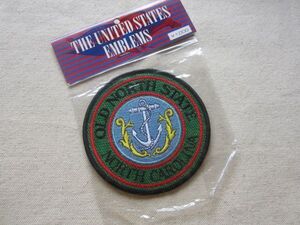 THE UNITED STATES
EMBLEMS
OLD NORTH STATE
NORTH CAROLINA